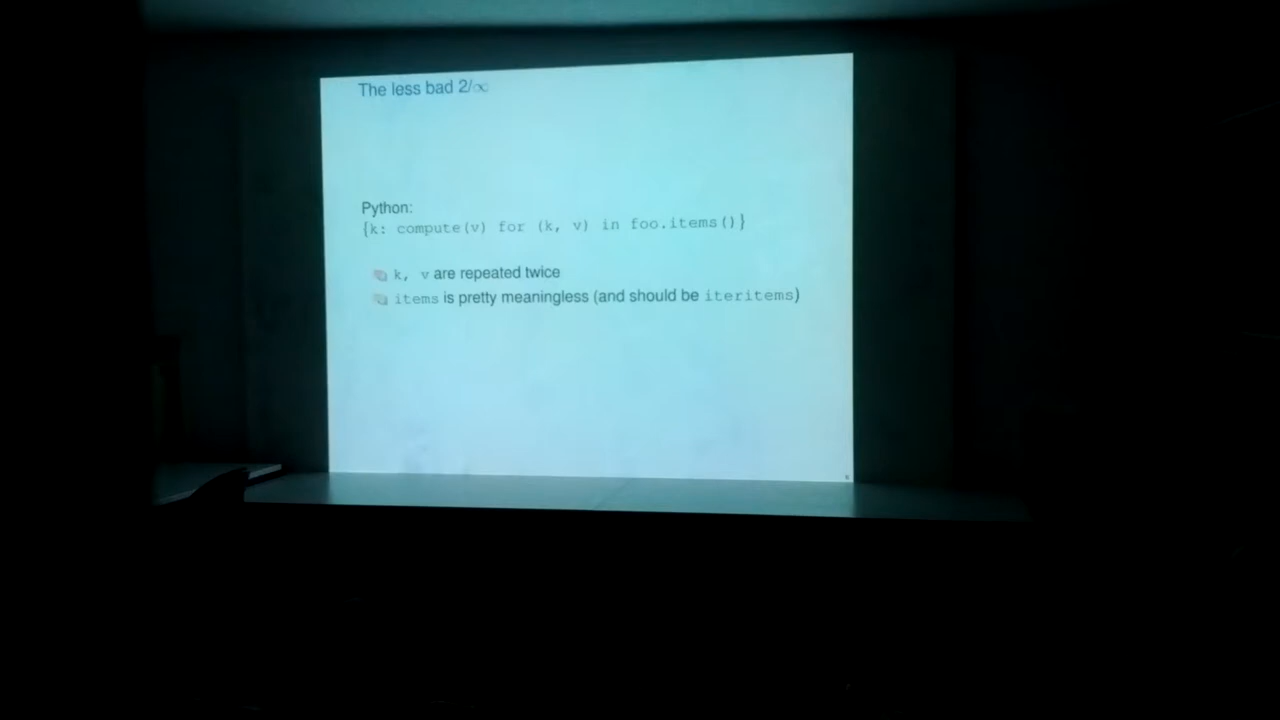 The less bad 2/∞
Python:
{k: compute(v) for (k, v) in foo.items()}
k, v are repeated twice
items is pretty meaningless (and should be iteritems)